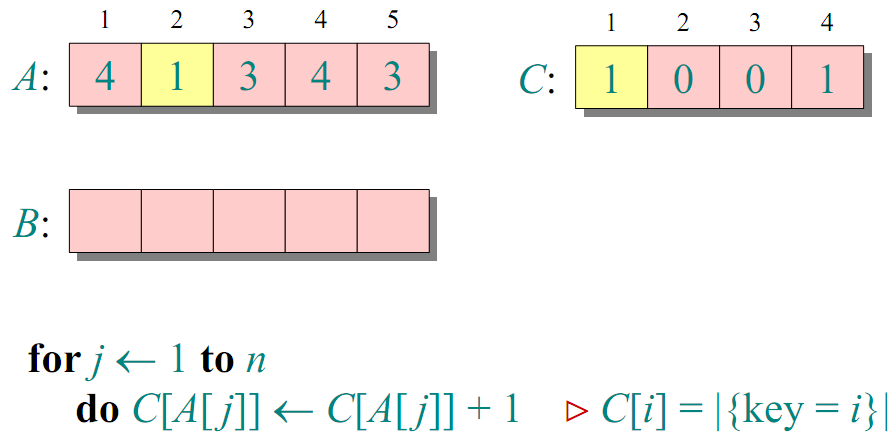 1 2 3 4 5 1 2 3 4
A: 4 1 3 4 3 C: 1 0 0 1
B:
for j ← 1 to n
do C[A[j]] ← C[A[j]] + 1 ▷ C[i] = |{key = i}|